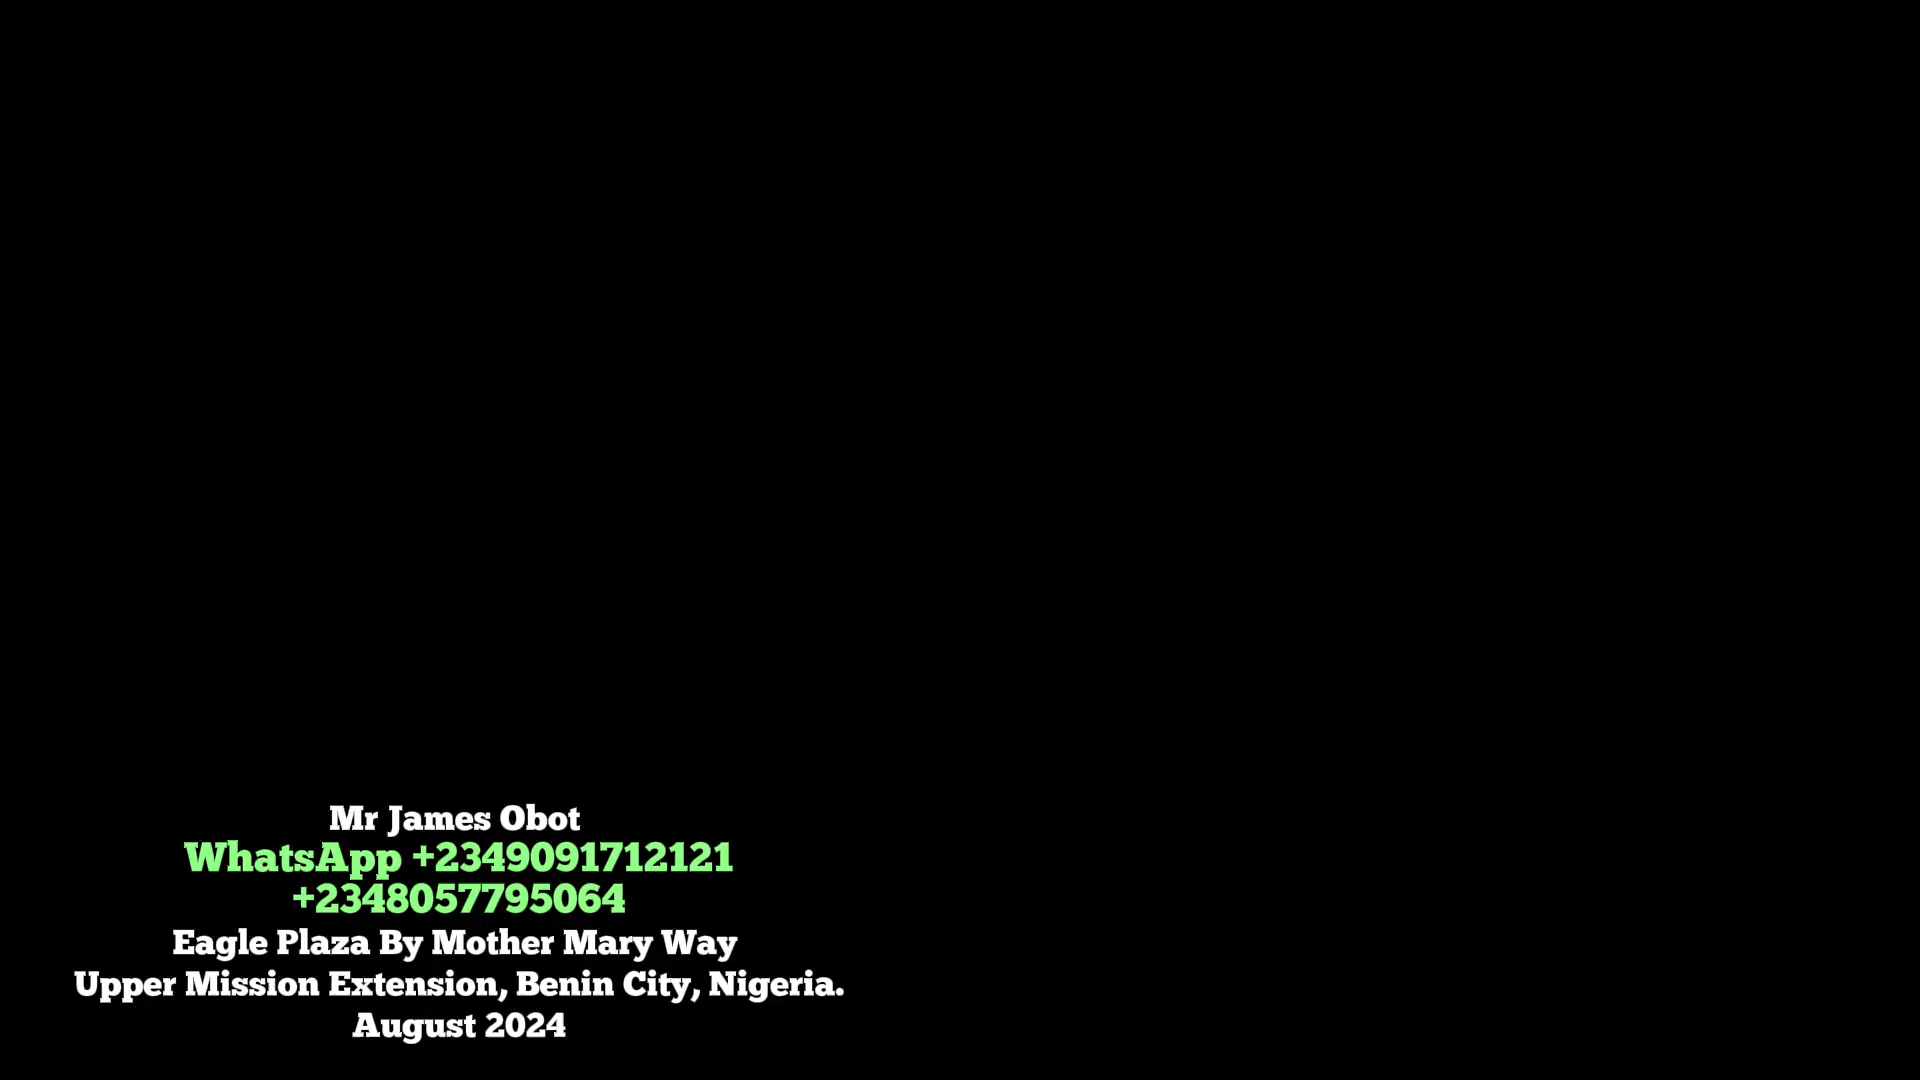 Mr James Obot
WhatsApp +2349091712121
+2348057795064
Eagle Plaza By Mother Mary Way
Upper Mission Extension, Benin City, Nigeria.
August 2024